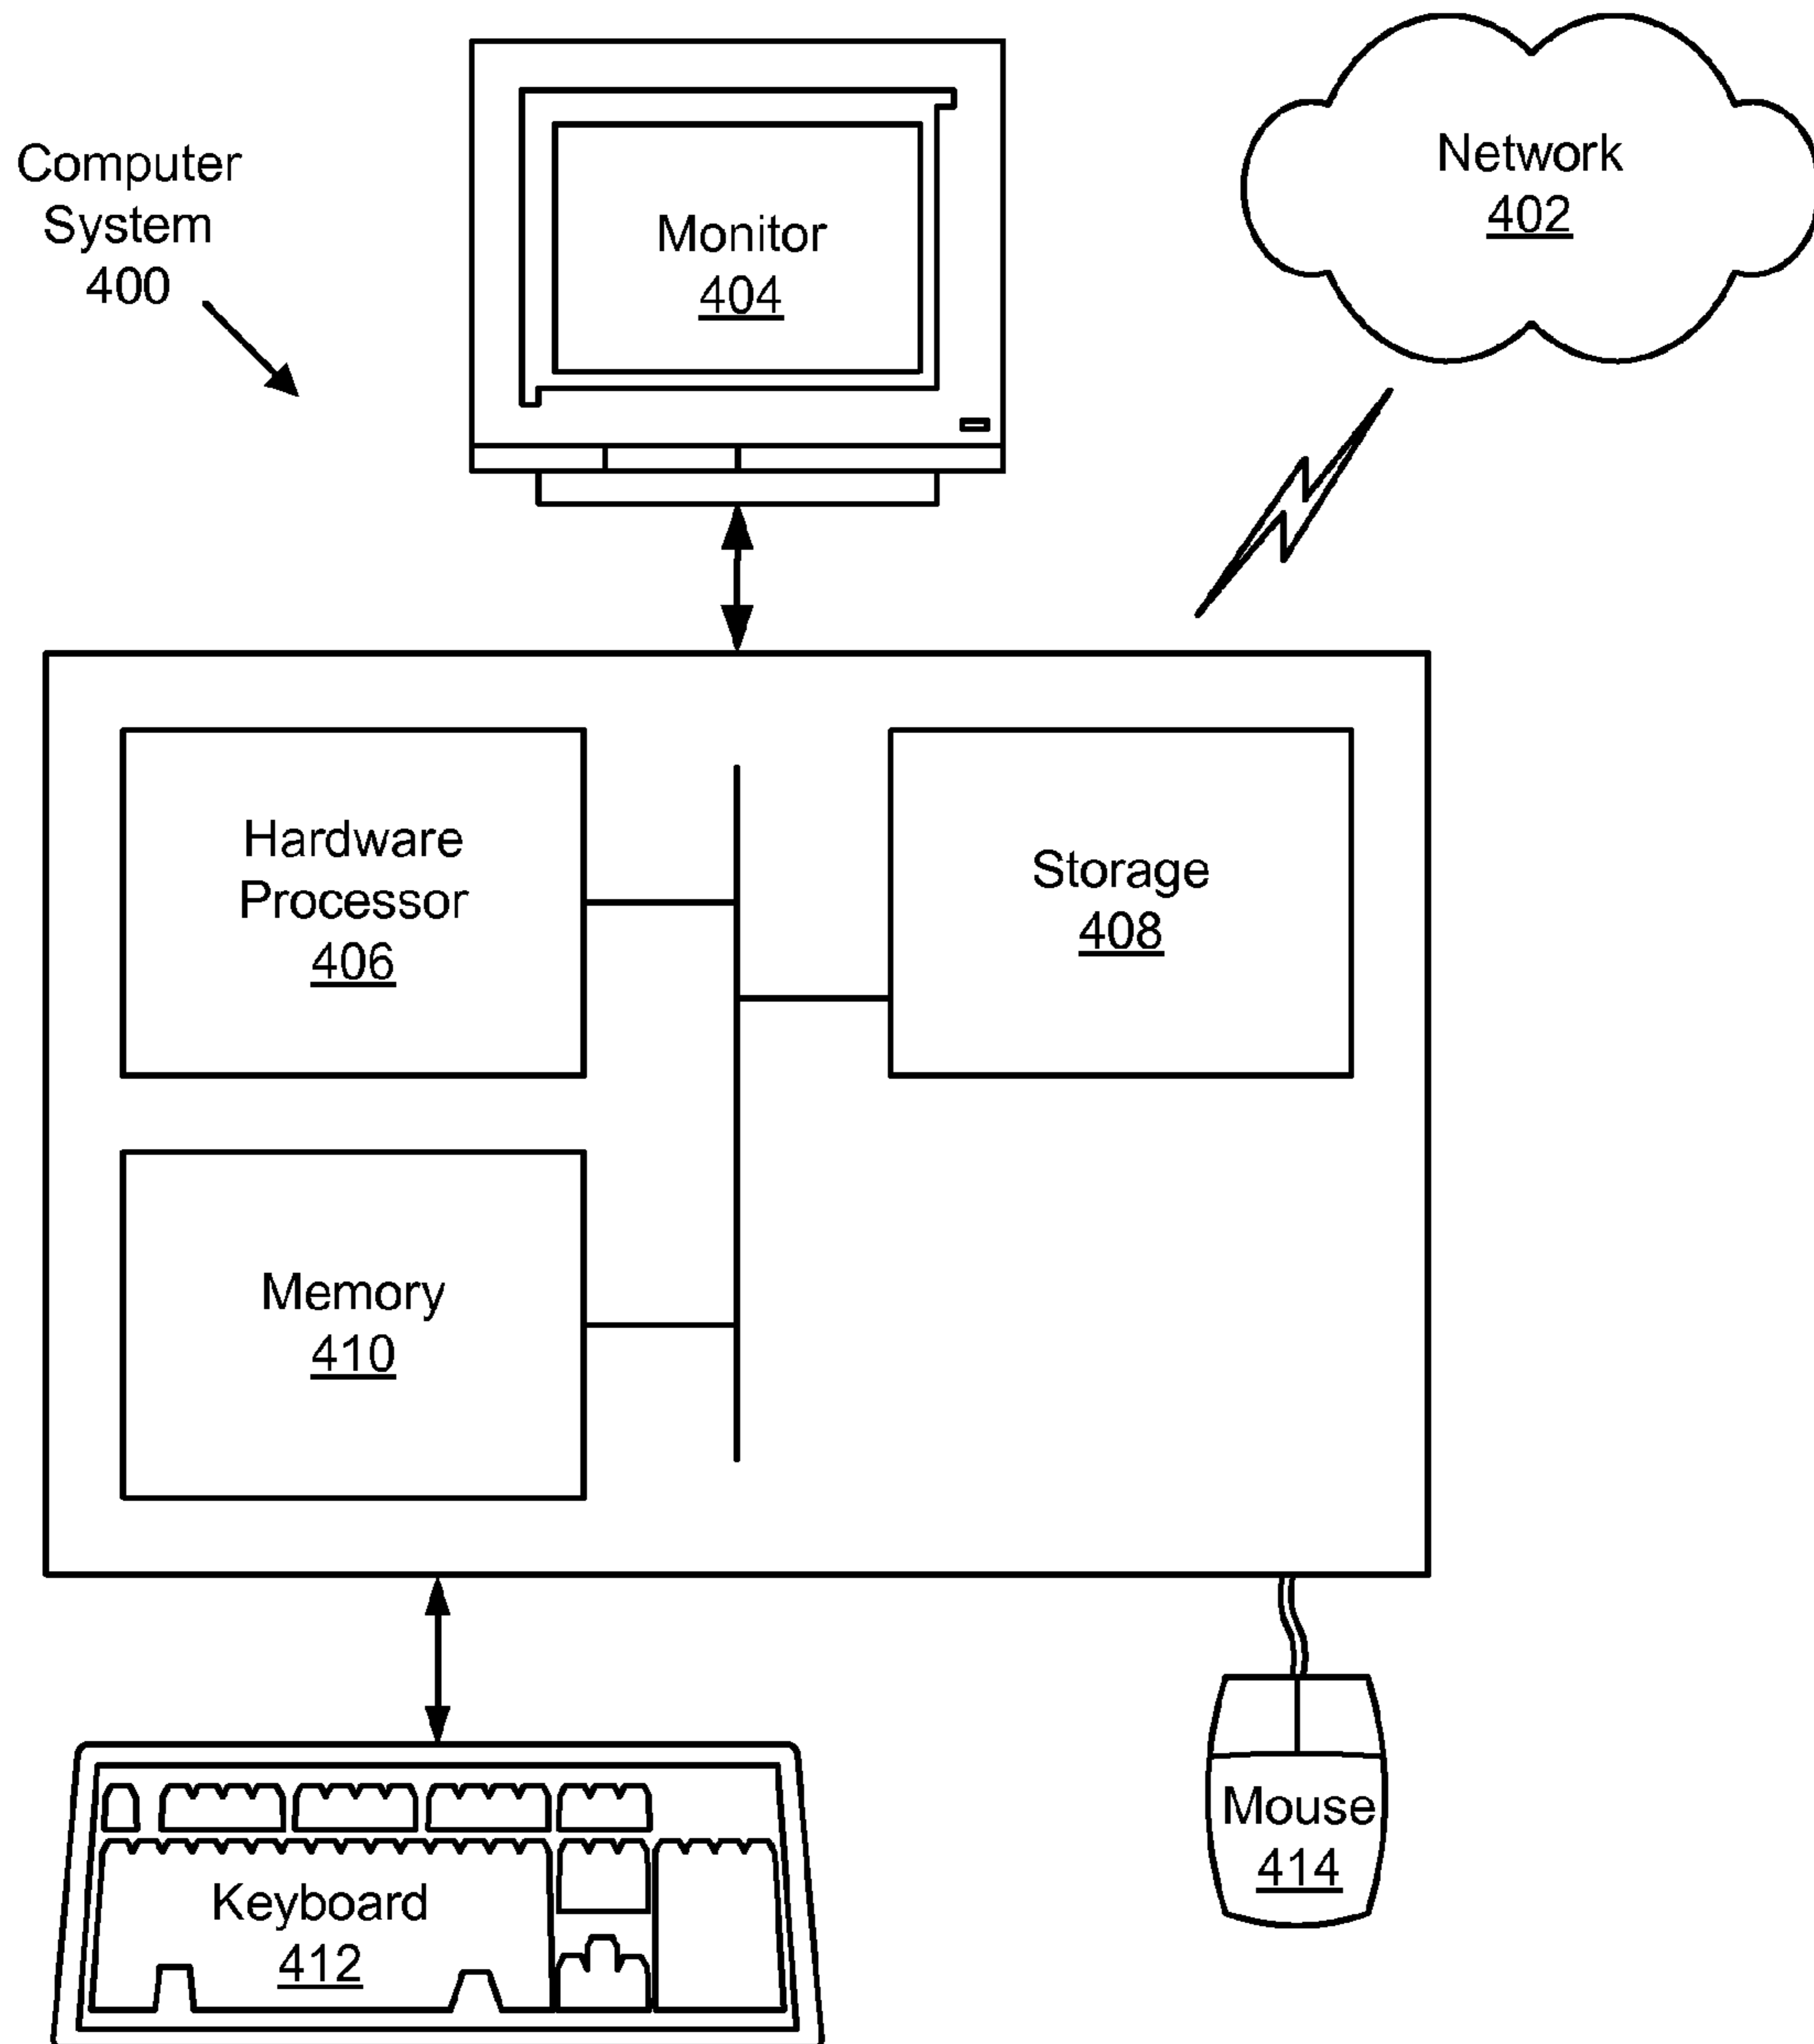 Computer
System
400
Monitor
404
Network
402
Hardware
Processor
406
Storage
408
Memory
410
Keyboard
412
Mouse
414